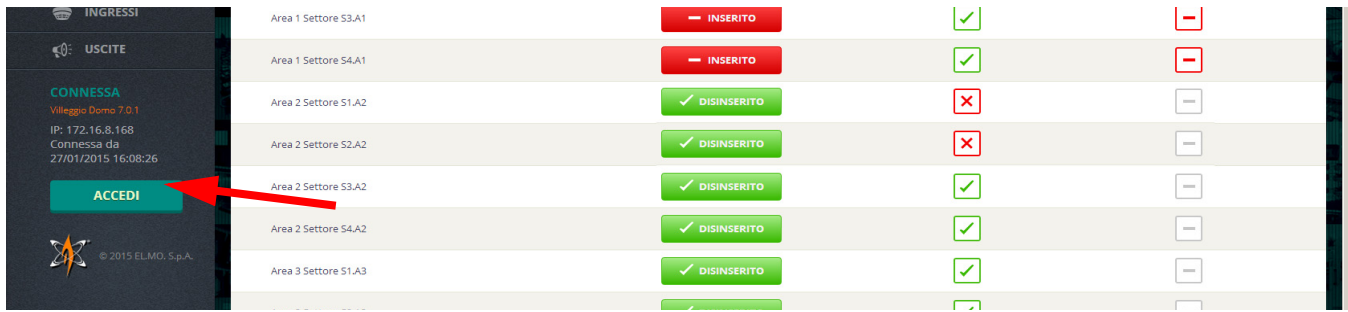 INGRESSI
USCITE
CONNESSA
Villeggio Domo 7.0.1
IP: 172.16.8.168
Connessa da
27/01/2015 16:08:26
ACCEDI
© 2015 EL.MO. S.p.A.
Area 1 Settore S3.A1 INSERITO
Area 1 Settore S4.A1 INSERITO
Area 2 Settore S1.A2 DISINSERITO
Area 2 Settore S2.A2 DISINSERITO
Area 2 Settore S3.A2 DISINSERITO
Area 2 Settore S4.A2 DISINSERITO
Area 3 Settore S1.A3 DISINSERITO